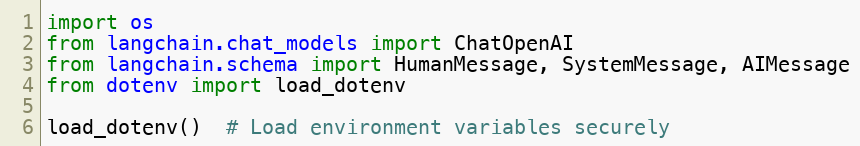 1 import os
2 from langchain.chat_models import ChatOpenAI
3 from langchain.schema import HumanMessage, SystemMessage, AIMessage
4 from dotenv import load_dotenv
5
6 load_dotenv()  # Load environment variables securely